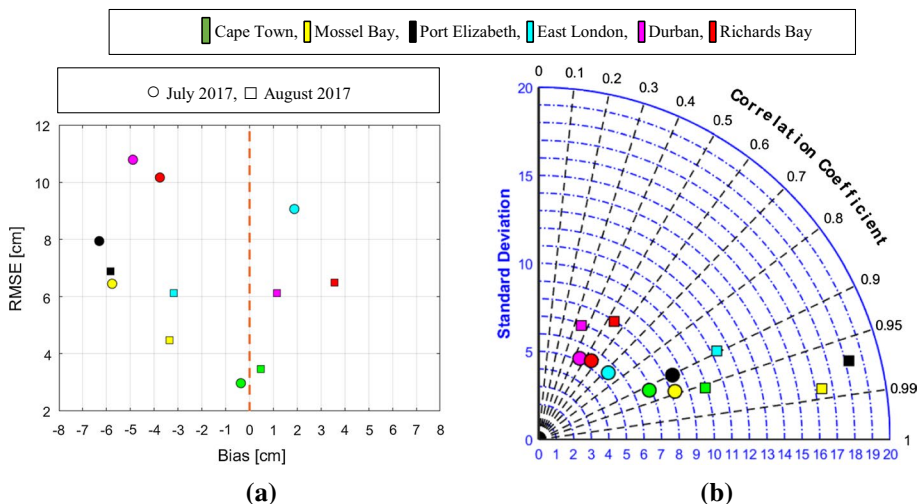 Cape Town, Mossel Bay, Port Elizabeth, East London, Durban, Richards Bay
July 2017, August 2017
12
10
8
6
4
2
-8 -7 -6 -5 -4 -3 -2 -1 0 1 2 3 4 5 6 7 8
RMSE [cm]
Bias [cm]
(a)
0 0.1 0.2 0.3 0.4 0.5 0.6 0.7 0.8 0.9 0.95 0.99 1
Correlation Coefficient
Standard Deviation
20
15
10
5
0
0 1 2 3 4 5 6 7 8 9 10 11 12 13 14 15 16 17 18 19 20
(b)